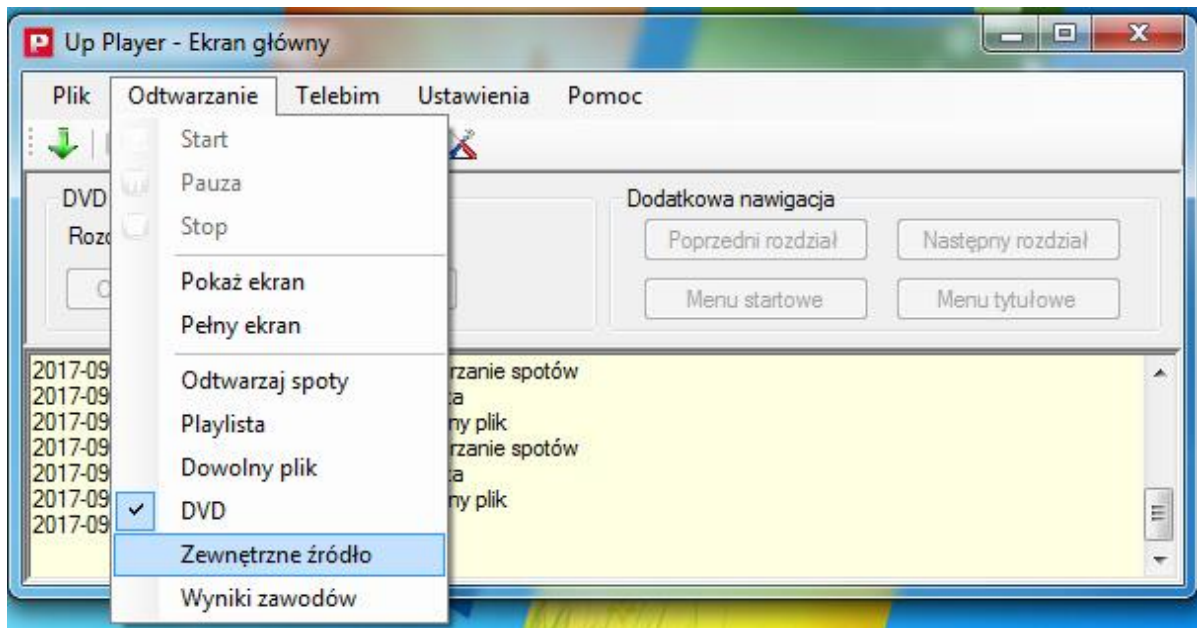 Up Player - Ekran główny
Plik Odtwarzanie Telebim Ustawienia Pomoc
Start
Pauza
Stop
Pokaż ekran
Pełny ekran
Odtwarzaj spoty
Playlista
Dowolny plik
DVD
Zewnętrzne źródło
Wyniki zawodów
DVD
Dodatkowa nawigacja
Poprzedni rozdział Następny rozdział
Menu startowe Menu tytułowe
2017-09 rzanie spotów
2017-09 ta
2017-09 ny plik
2017-09 rzanie spotów
2017-09 ta
2017-09 ny plik
2017-09